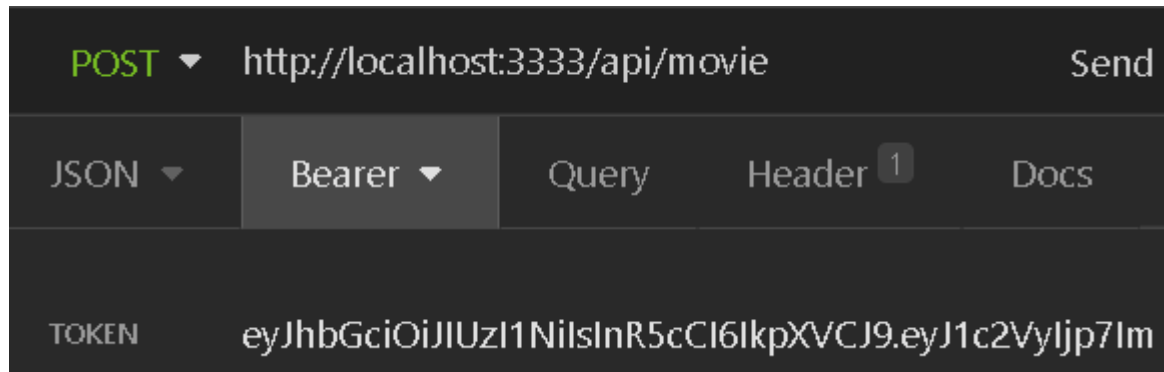 POST http://localhost:3333/api/movie Send
JSON Bearer Query Header 1 Docs
TOKEN eyJhbGciOiJIUzI1NiIsInR5cCI6IkpXVCJ9.eyJ1c2VyIjp7Im